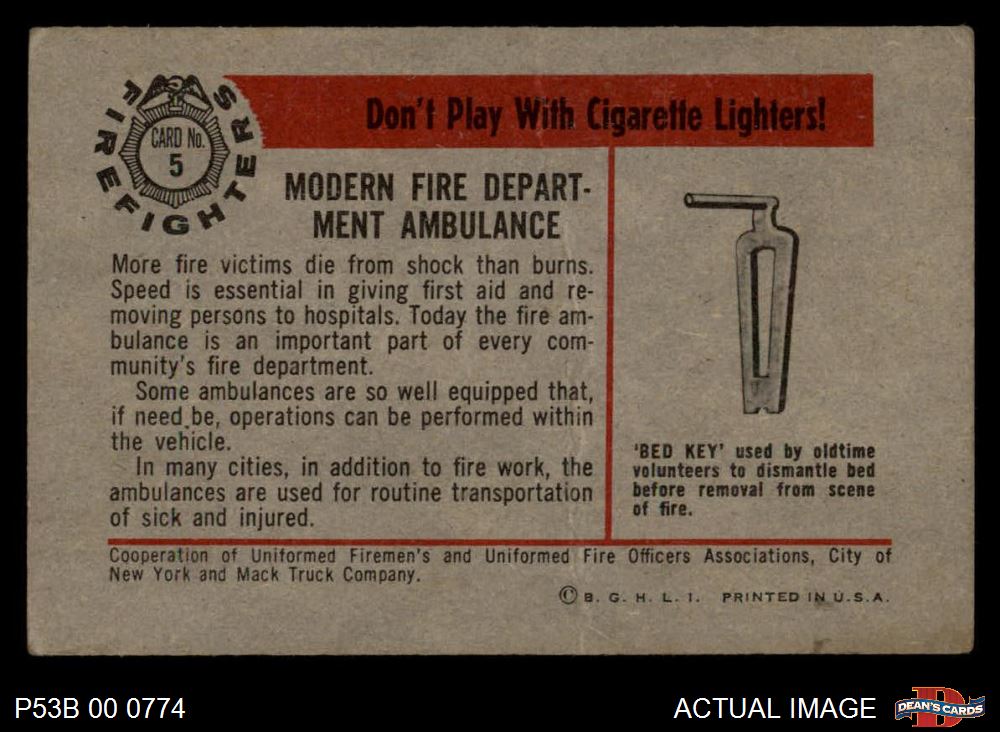 FIREFIGHTERS
CARD No.
5
Don't Play With Cigarette Lighters!
MODERN FIRE DEPART-
MENT AMBULANCE
More fire victims die from shock than burns.
Speed is essential in giving first aid and re-
moving persons to hospitals. Today the fire am-
bulance is an important part of every com-
munity's fire department.
Some ambulances are so well equipped that,
if need be, operations can be performed within
the vehicle.
In many cities, in addition to fire work, the
ambulances are used for routine transportation
of sick and injured.
'BED KEY' used by oldtime
volunteers to dismantle bed
before removal from scene
of fire.
Cooperation of Uniformed Firemen's and Uniformed Fire Officers Associations, City of
New York and Mack Truck Company.
© B. G. H. L. I. PRINTED IN U.S.A.
P53B 00 0774
ACTUAL IMAGE
D
DEAN'S CARDS